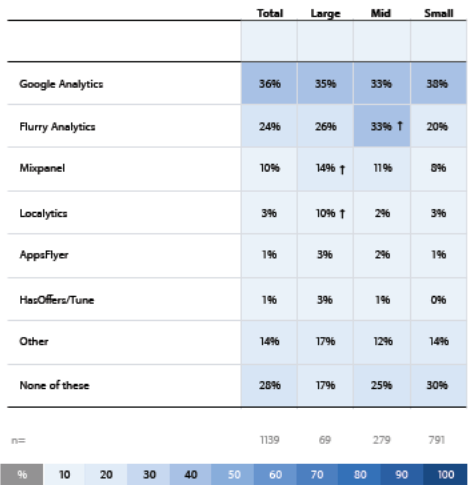 Total Large Mid Small
Google Analytics 36% 35% 33% 38%
Flurry Analytics 24% 26% 33% ↑ 20%
Mixpanel 10% 14% ↑ 11% 8%
Localytics 3% 10% ↑ 2% 3%
AppsFlyer 1% 3% 2% 1%
HasOffers/Tune 1% 3% 1% 0%
Other 14% 17% 12% 14%
None of these 28% 17% 25% 30%
n= 1139 69 279 791
% 10 20 30 40 50 60 70 80 90 100